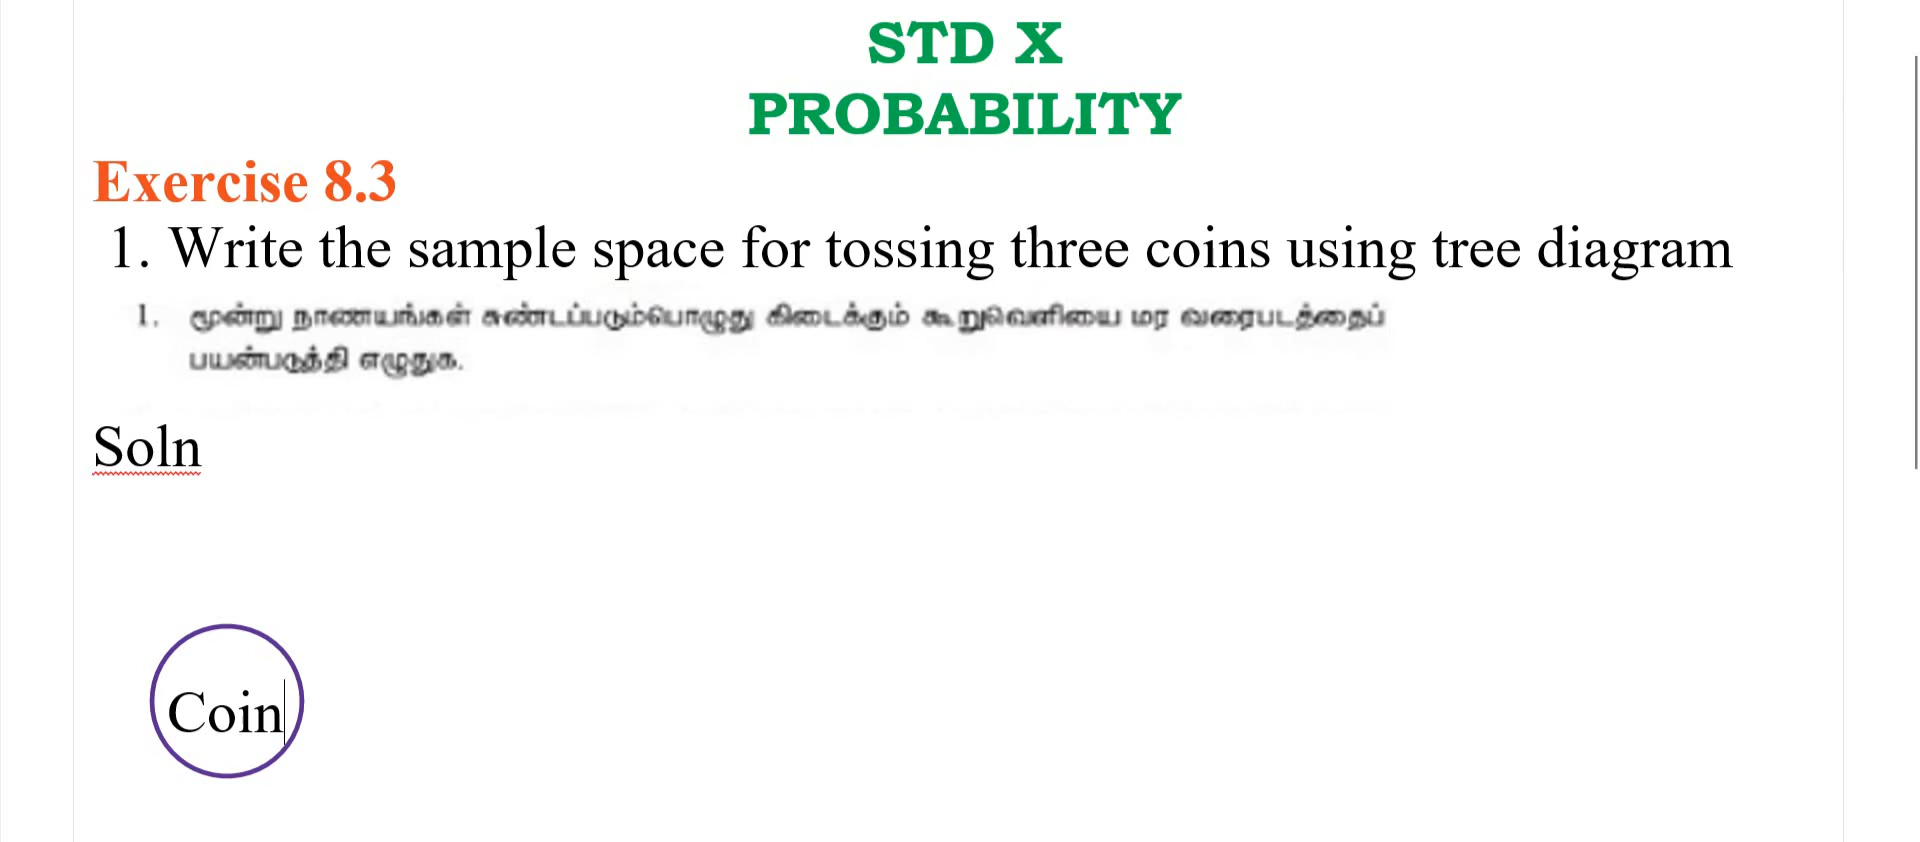 STD X
PROBABILITY
Exercise 8.3
1. Write the sample space for tossing three coins using tree diagram
1. மூன்று நாணயங்கள் சுண்டப்படும்பொழுது கிடைக்கும் கூறுவெளியை மர வரைபடத்தைப்
பயன்படுத்தி எழுதுக.
Soln
Coin